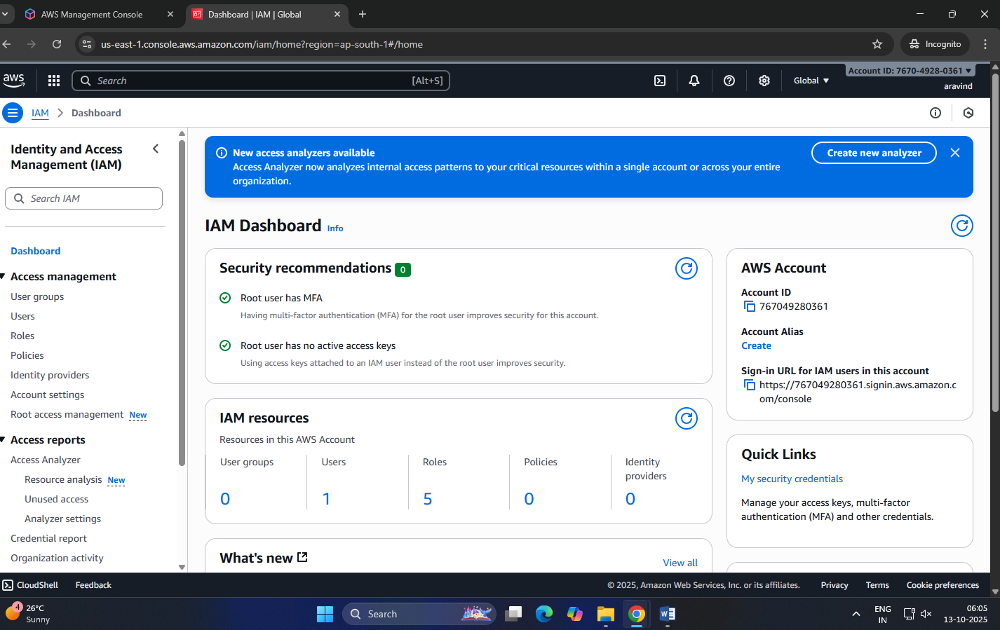 AWS Management Console
Dashboard | IAM | Global
us-east-1.console.aws.amazon.com/iam/home?region=ap-south-1#/home
Incognito
aws
Search
[Alt+S]
Global
Account ID: 7670-4928-0361
aravind
IAM
Dashboard
Identity and Access
Management (IAM)
Search IAM
Dashboard
Access management
User groups
Users
Roles
Policies
Identity providers
Account settings
Root access management New
Access reports
Access Analyzer
Resource analysis New
Unused access
Analyzer settings
Credential report
Organization activity
New access analyzers available
Access Analyzer now analyzes internal access patterns to your critical resources within a single account or across your entire
organization.
Create new analyzer
IAM Dashboard Info
Security recommendations 0
Root user has MFA
Having multi-factor authentication (MFA) for the root user improves security for this account.
Root user has no active access keys
Using access keys attached to an IAM user instead of the root user improves security.
IAM resources
Resources in this AWS Account
User groups
0
Users
1
Roles
5
Policies
0
Identity
providers
0
What's new
View all
AWS Account
Account ID
767049280361
Account Alias
Create
Sign-in URL for IAM users in this account
https://767049280361.signin.aws.amazon.c
om/console
Quick Links
My security credentials
Manage your access keys, multi-factor
authentication (MFA) and other credentials.
CloudShell
Feedback
© 2025, Amazon Web Services, Inc. or its affiliates.
Privacy
Terms
Cookie preferences
4
26°C
Sunny
Search
W
ENG
IN
06:05
13-10-2025